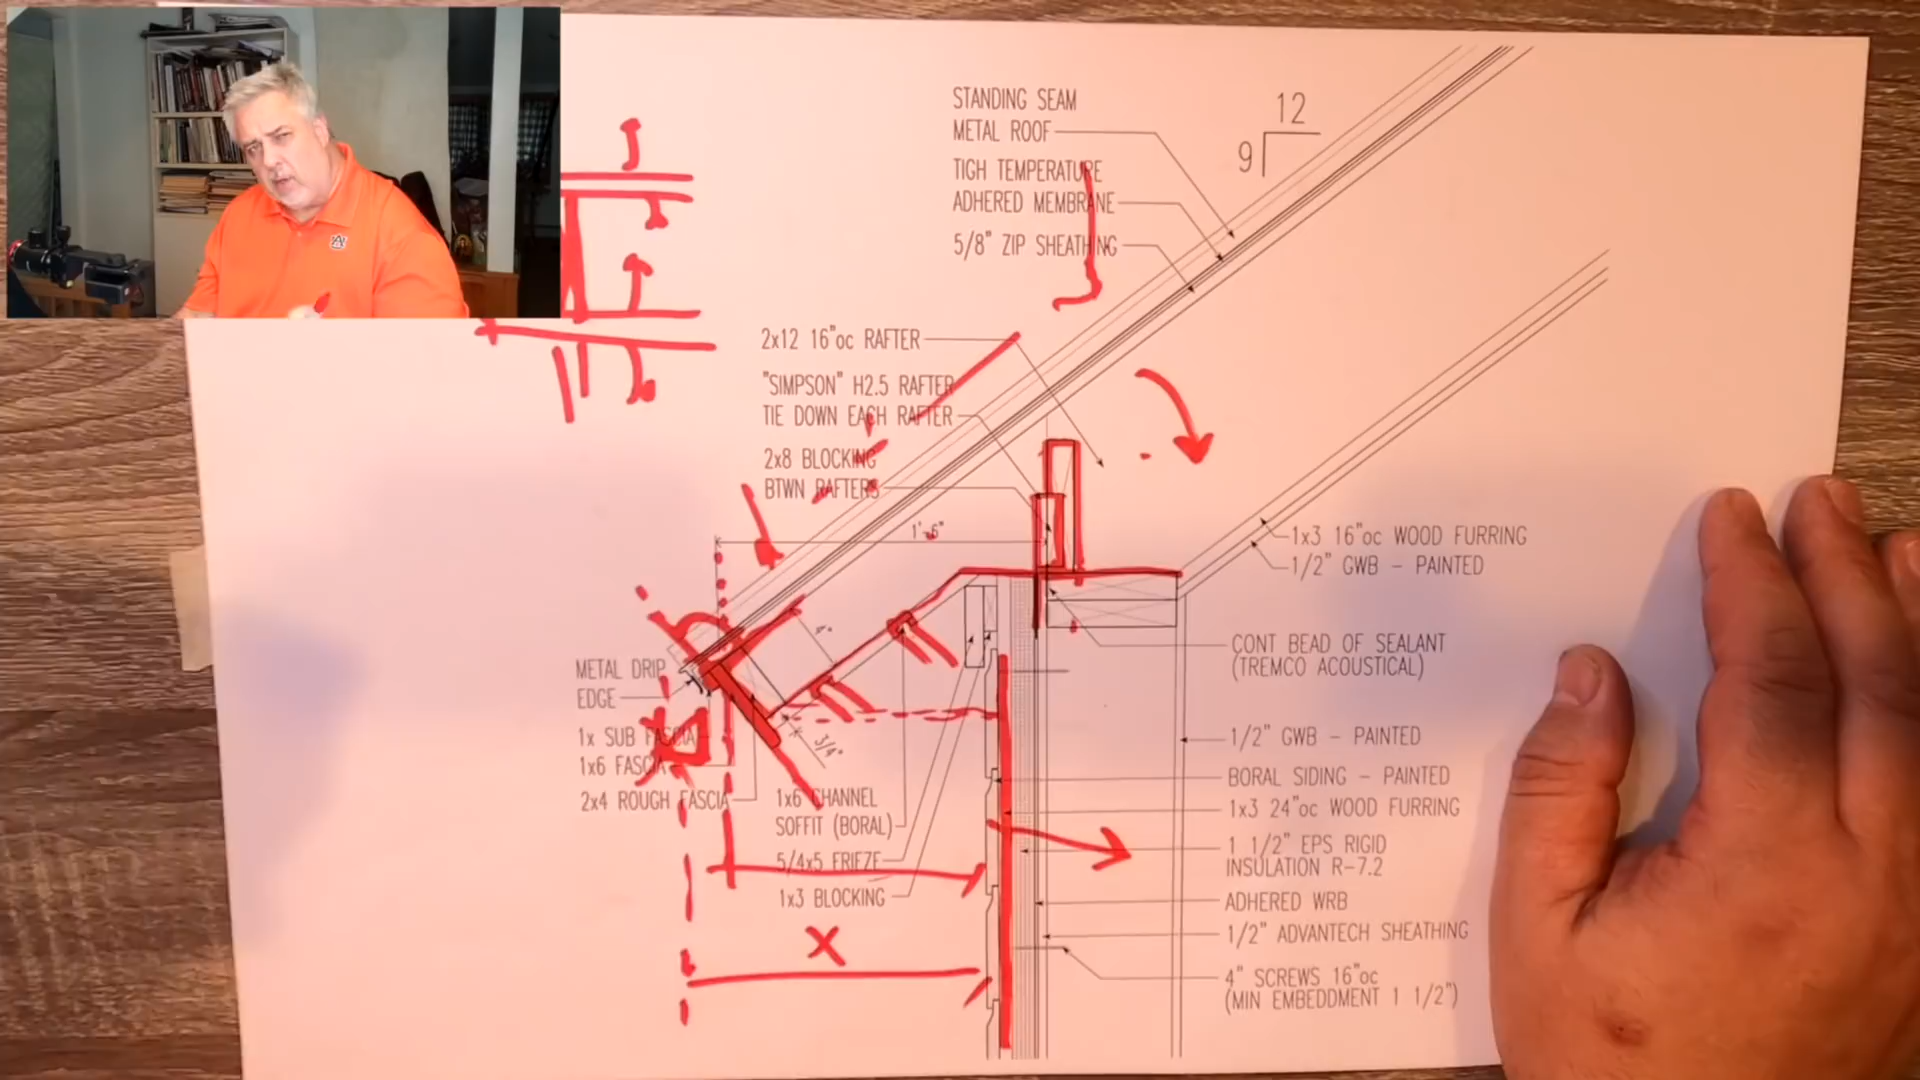 STANDING SEAM
METAL ROOF
TIGH TEMPERATURE
ADHERED MEMBRANE
5/8" ZIP SHEATHING
12
9
2x12 16"oc RAFTER
"SIMPSON" H2.5 RAFTER
TIE DOWN EACH RAFTER
2x8 BLOCKING
BTWN RAFTERS
1'-6"
4"
3/4"
METAL DRIP
EDGE
1x SUB FASCIA
1x6 FASCIA
2x4 ROUGH FASCIA
1x6 CHANNEL
SOFFIT (BORAL)
5/4x5 FRIEZE
1x3 BLOCKING
X
1x3 16"oc WOOD FURRING
1/2" GWB - PAINTED
CONT BEAD OF SEALANT
(TREMCO ACOUSTICAL)
1/2" GWB - PAINTED
BORAL SIDING - PAINTED
1x3 24"oc WOOD FURRING
1 1/2" EPS RIGID
INSULATION R-7.2
ADHERED WRB
1/2" ADVANTECH SHEATHING
4" SCREWS 16"oc
(MIN EMBEDDMENT 1 1/2")